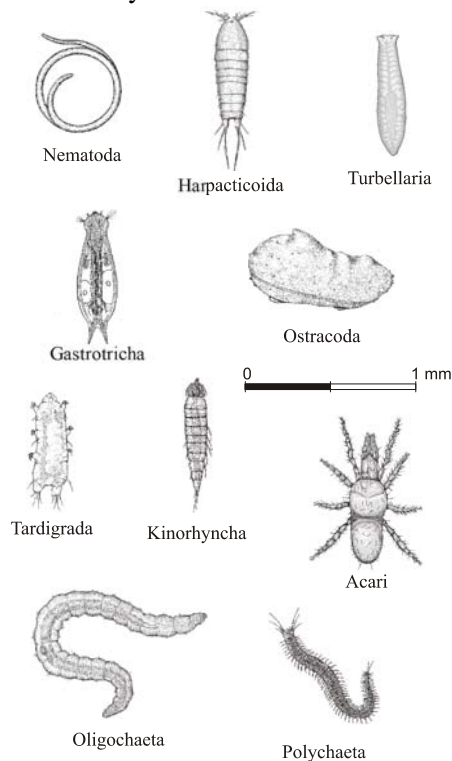 Nematoda
Harpacticoida
Turbellaria
Gastrotricha
Ostracoda
0 1 mm
Tardigrada
Kinorhyncha
Acari
Oligochaeta
Polychaeta